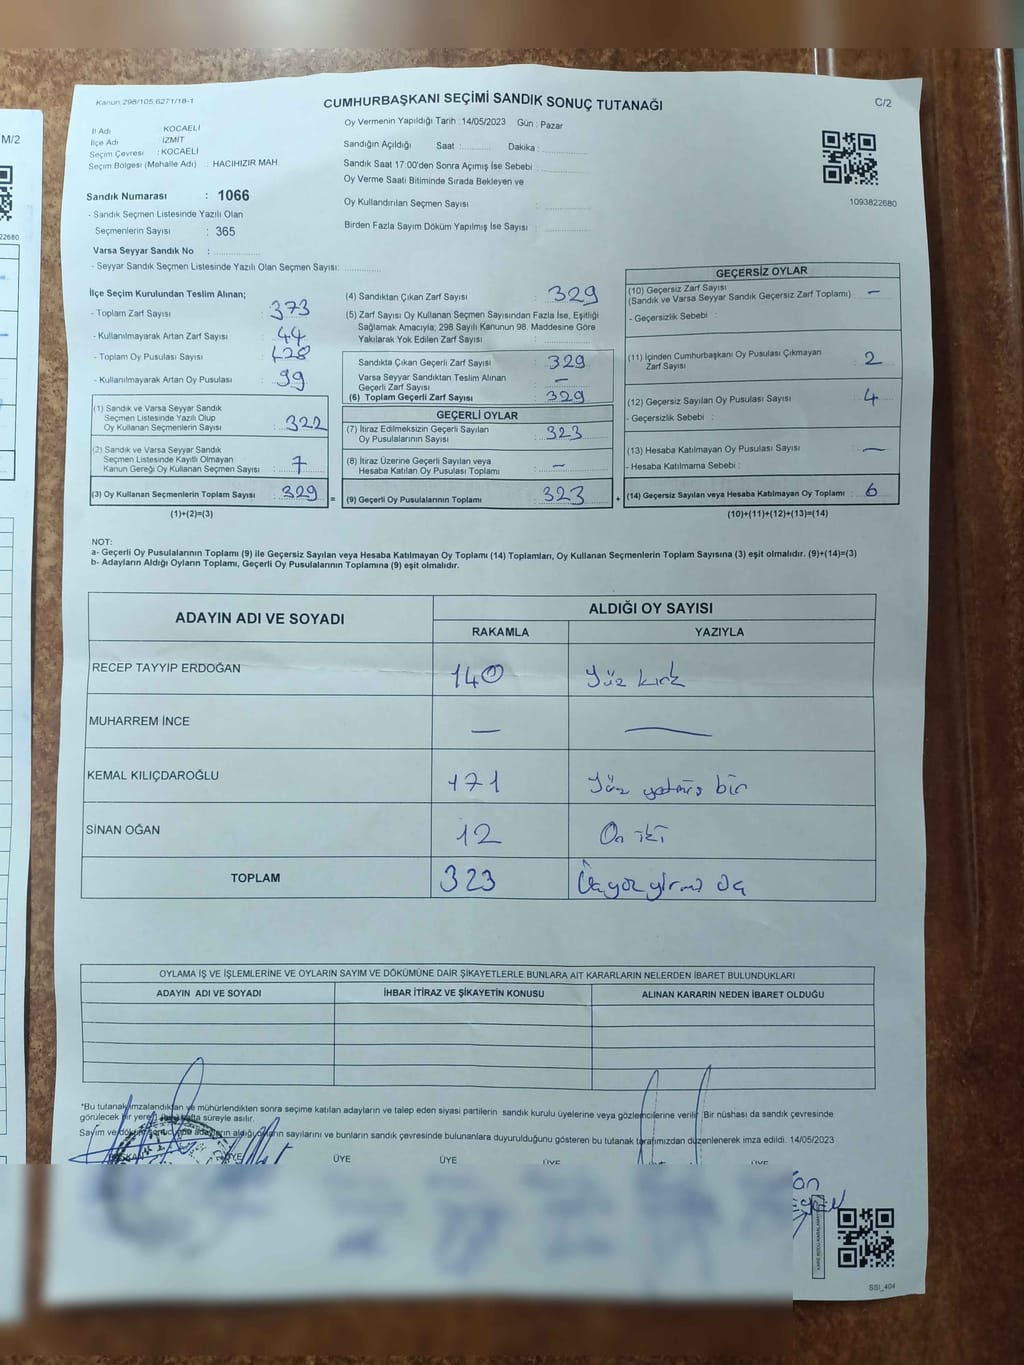 M/2
22680
Kanun:298/105;6271/18-1
CUMHURBAŞKANI SEÇİMİ SANDIK SONUÇ TUTANAĞI
C/2
İl Adı : KOCAELİ
İlçe Adı : İZMİT
Seçim Çevresi : KOCAELİ
Seçim Bölgesi (Mahalle Adı) : HACIHIZIR MAH.
Oy Vermenin Yapıldığı Tarih : 14/05/2023 Gün : Pazar
Sandığın Açıldığı Saat :.......... Dakika :..............
Sandık Saat 17:00'den Sonra Açımış İse Sebebi :..............
Oy Verme Saati Bitiminde Sırada Bekleyen ve
Oy Kullandırılan Seçmen Sayısı :..............
Birden Fazla Sayım Döküm Yapılmış İse Sayısı :..............
1093822680
Sandık Numarası : 1066
- Sandık Seçmen Listesinde Yazılı Olan
Seçmenlerin Sayısı : 365
Varsa Seyyar Sandık No :..............
- Seyyar Sandık Seçmen Listesinde Yazılı Olan Seçmen Sayısı: ............
İlçe Seçim Kurulundan Teslim Alınan;
- Toplam Zarf Sayısı : 373
- Kullanılmayarak Artan Zarf Sayısı : 44
- Toplam Oy Pusulası Sayısı : 428
- Kullanılmayarak Artan Oy Pusulası : 99
(1) Sandık ve Varsa Seyyar Sandık
Seçmen Listesinde Yazılı Olup
Oy Kullanan Seçmenlerin Sayısı : 322
(2) Sandık ve Varsa Seyyar Sandık
Seçmen Listesinde Kayıtlı Olmayan
Kanun Gereği Oy Kullanan Seçmen Sayısı : 7
(3) Oy Kullanan Seçmenlerin Toplam Sayısı : 329 =
(1)+(2)=(3)
(4) Sandıktan Çıkan Zarf Sayısı : 329
(5) Zarf Sayısı Oy Kullanan Seçmen Sayısından Fazla İse, Eşitliği
Sağlamak Amacıyla; 298 Sayılı Kanunun 98. Maddesine Göre
Yakılarak Yok Edilen Zarf Sayısı :..............
Sandıkta Çıkan Geçerli Zarf Sayısı : 329
Varsa Seyyar Sandıktan Teslim Alınan
Geçerli Zarf Sayısı : —
(6) Toplam Geçerli Zarf Sayısı : 329
GEÇERLİ OYLAR
(7) İtiraz Edilmeksizin Geçerli Sayılan
Oy Pusulalarının Sayısı : 323
(8) İtiraz Üzerine Geçerli Sayılan veya
Hesaba Katılan Oy Pusulası Toplamı : —
(9) Geçerli Oy Pusulalarının Toplamı : 323 +
GEÇERSİZ OYLAR
(10) Geçersiz Zarf Sayısı
(Sandık ve Varsa Seyyar Sandık Geçersiz Zarf Toplamı) : —
- Geçersizlik Sebebi :
(11) İçinden Cumhurbaşkanı Oy Pusulası Çıkmayan
Zarf Sayısı : 2
(12) Geçersiz Sayılan Oy Pusulası Sayısı : 4
- Geçersizlik Sebebi :
(13) Hesaba Katılmayan Oy Pusulası Sayısı : —
- Hesaba Katılmama Sebebi :
(14) Geçersiz Sayılan veya Hesaba Katılmayan Oy Toplamı : 6
(10)+(11)+(12)+(13)=(14)
NOT:
a- Geçerli Oy Pusulalarının Toplamı (9) ile Geçersiz Sayılan veya Hesaba Katılmayan Oy Toplamı (14) Toplamları, Oy Kullanan Seçmenlerin Toplam Sayısına (3) eşit olmalıdır. (9)+(14)=(3)
b- Adayların Aldığı Oyların Toplamı, Geçerli Oy Pusulalarının Toplamına (9) eşit olmalıdır.
ADAYIN ADI VE SOYADI
ALDIĞI OY SAYISI
RAKAMLA YAZIYLA
RECEP TAYYİP ERDOĞAN 140 Yüz kırk
MUHARREM İNCE — —
KEMAL KILIÇDAROĞLU 171 Yüz yetmiş bir
SİNAN OĞAN 12 On iki
TOPLAM 323 Üçyüz yirmi üç
OYLAMA İŞ VE İŞLEMLERİNE VE OYLARIN SAYIM VE DÖKÜMÜNE DAİR ŞİKAYETLERLE BUNLARA AİT KARARLARIN NELERDEN İBARET BULUNDUKLARI
ADAYIN ADI VE SOYADI İHBAR İTİRAZ VE ŞİKAYETİN KONUSU ALINAN KARARIN NEDEN İBARET OLDUĞU
*Bu tutanak imzalandıktan ve mühürlendikten sonra seçime katılan adayların ve talep eden siyasi partilerin sandık kurulu üyelerine veya gözlemcilerine verilir. Bir nüshası da sandık çevresinde
görülecek bir yere bir hafta süreyle asılır.
Sayım ve döküm sonucunda adayların aldığı oyların sayılarını ve bunların sandık çevresinde bulunanlara duyurulduğunu gösteren bu tutanak tarafımızdan düzenlenerek imza edildi. 14/05/2023
BAŞKAN ÜYE ÜYE ÜYE ÜYE ÜYE
SSİ_404